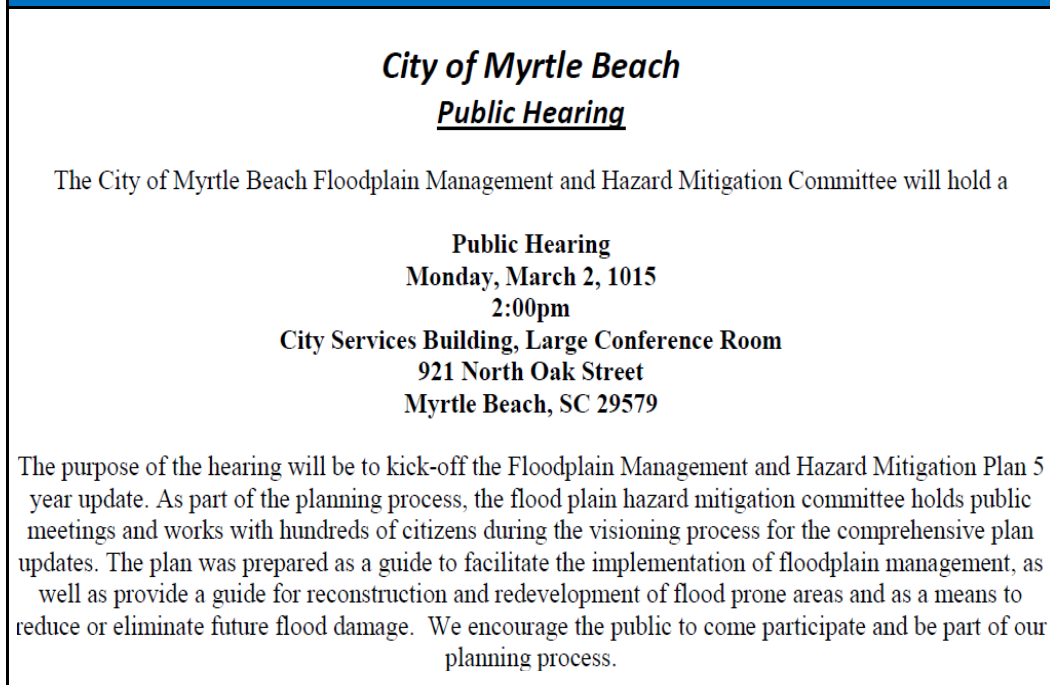 City of Myrtle Beach
Public Hearing
The City of Myrtle Beach Floodplain Management and Hazard Mitigation Committee will hold a
Public Hearing
Monday, March 2, 1015
2:00pm
City Services Building, Large Conference Room
921 North Oak Street
Myrtle Beach, SC 29579
The purpose of the hearing will be to kick-off the Floodplain Management and Hazard Mitigation Plan 5
year update. As part of the planning process, the flood plain hazard mitigation committee holds public
meetings and works with hundreds of citizens during the visioning process for the comprehensive plan
updates. The plan was prepared as a guide to facilitate the implementation of floodplain management, as
well as provide a guide for reconstruction and redevelopment of flood prone areas and as a means to
reduce or eliminate future flood damage.  We encourage the public to come participate and be part of our
planning process.